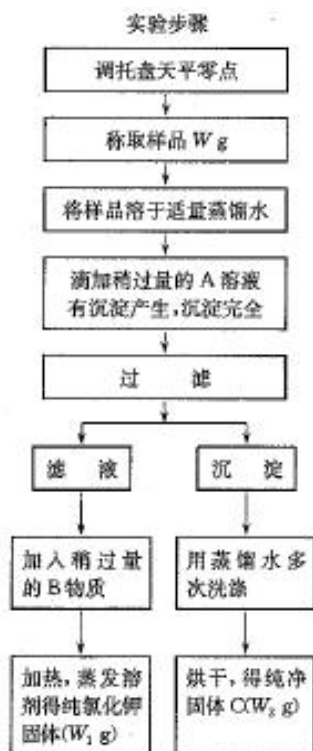 实验步骤
调托盘天平零点
称取样品 W g
将样品溶于适量蒸馏水
滴加稍过量的 A 溶液
有沉淀产生,沉淀完全
过 滤
滤 液
沉 淀
加入稍过量
的 B 物质
用蒸馏水多
次洗涤
加热,蒸发溶
剂得纯氯化钾
固体(W₁ g)
烘干,得纯净
固体 C(W₂ g)